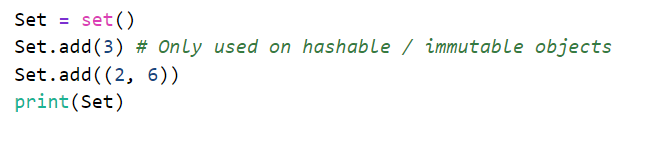 Set = set()
Set.add(3) # Only used on hashable / immutable objects
Set.add((2, 6))
print(Set)